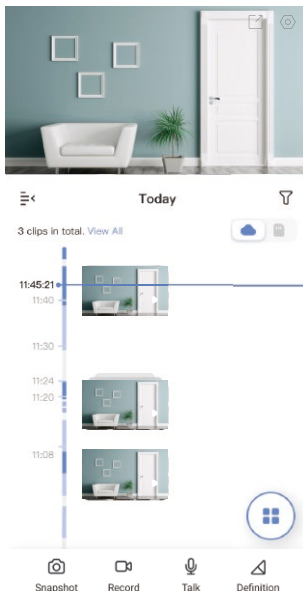 Today
3 clips in total. View All
11:45:21
11:40
11:30
11:24
11:20
11:08
Snapshot Record Talk Definition